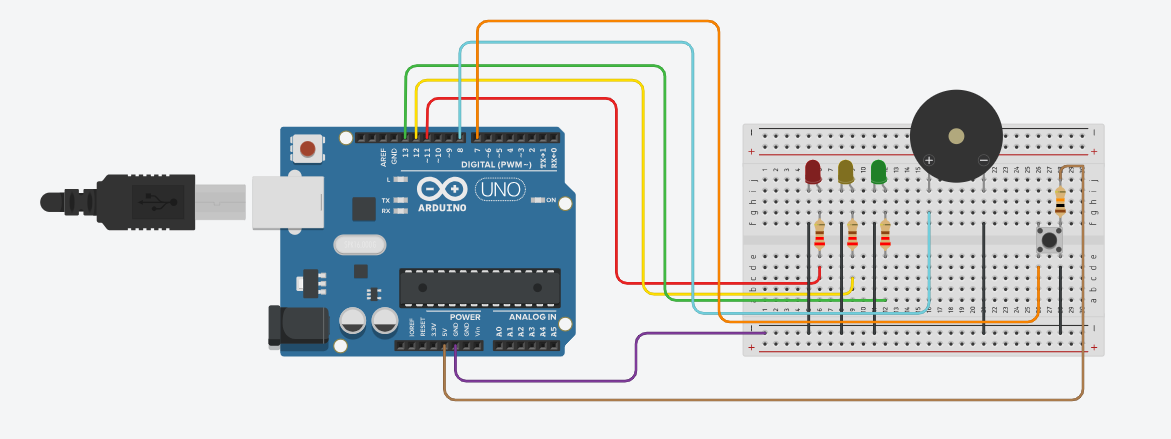 AREF
GND
13
12
~11
~10
~9
8
7
~6
~5
4
~3
2
TX→1
RX←0
DIGITAL (PWM~)
L
TX
RX
ARDUINO
UNO
ON
POWER
ANALOG IN
IOREF
RESET
3.3V
5V
GND
GND
Vin
A0
A1
A2
A3
A4
A5
j
i
h
g
f
e
d
c
b
a
j
i
h
g
f
e
d
c
b
a